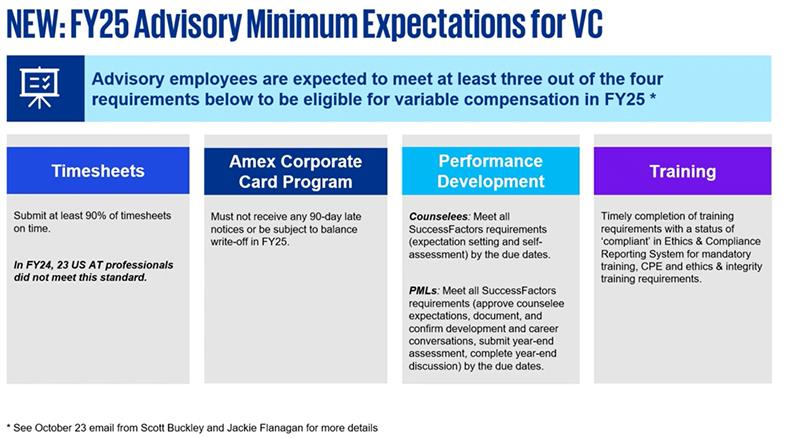 NEW: FY25 Advisory Minimum Expectations for VC
Advisory employees are expected to meet at least three out of the four
requirements below to be eligible for variable compensation in FY25 *
Timesheets
Submit at least 90% of timesheets
on time.
In FY24, 23 US AT professionals
did not meet this standard.
Amex Corporate
Card Program
Must not receive any 90-day late
notices or be subject to balance
write-off in FY25.
Performance
Development
Counselees: Meet all
SuccessFactors requirements
(expectation setting and self-
assessment) by the due dates.
PMLs: Meet all SuccessFactors
requirements (approve counselee
expectations, document, and
confirm development and career
conversations, submit year-end
assessment, complete year-end
discussion) by the due dates.
Training
Timely completion of training
requirements with a status of
‘compliant’ in Ethics & Compliance
Reporting System for mandatory
training, CPE and ethics & integrity
training requirements.
* See October 23 email from Scott Buckley and Jackie Flanagan for more details